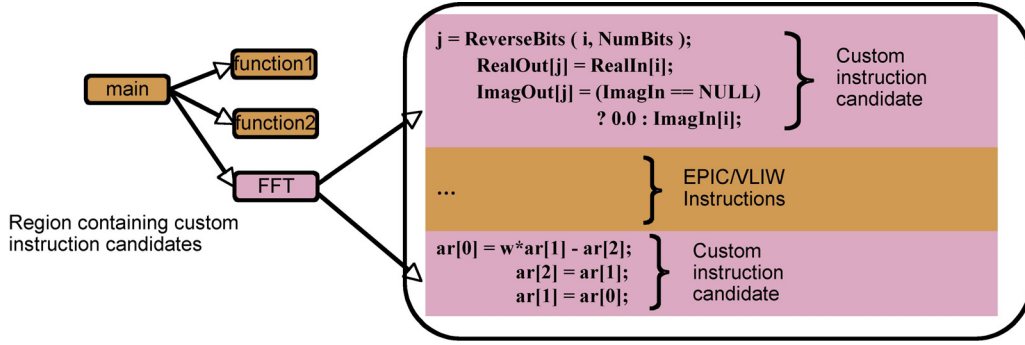 main
function1
function2
FFT
Region containing custom
instruction candidates
j = ReverseBits ( i, NumBits );
RealOut[j] = RealIn[i];
ImagOut[j] = (ImagIn == NULL)
? 0.0 : ImagIn[i];
Custom
instruction
candidate
...
EPIC/VLIW
Instructions
ar[0] = w*ar[1] - ar[2];
ar[2] = ar[1];
ar[1] = ar[0];
Custom
instruction
candidate